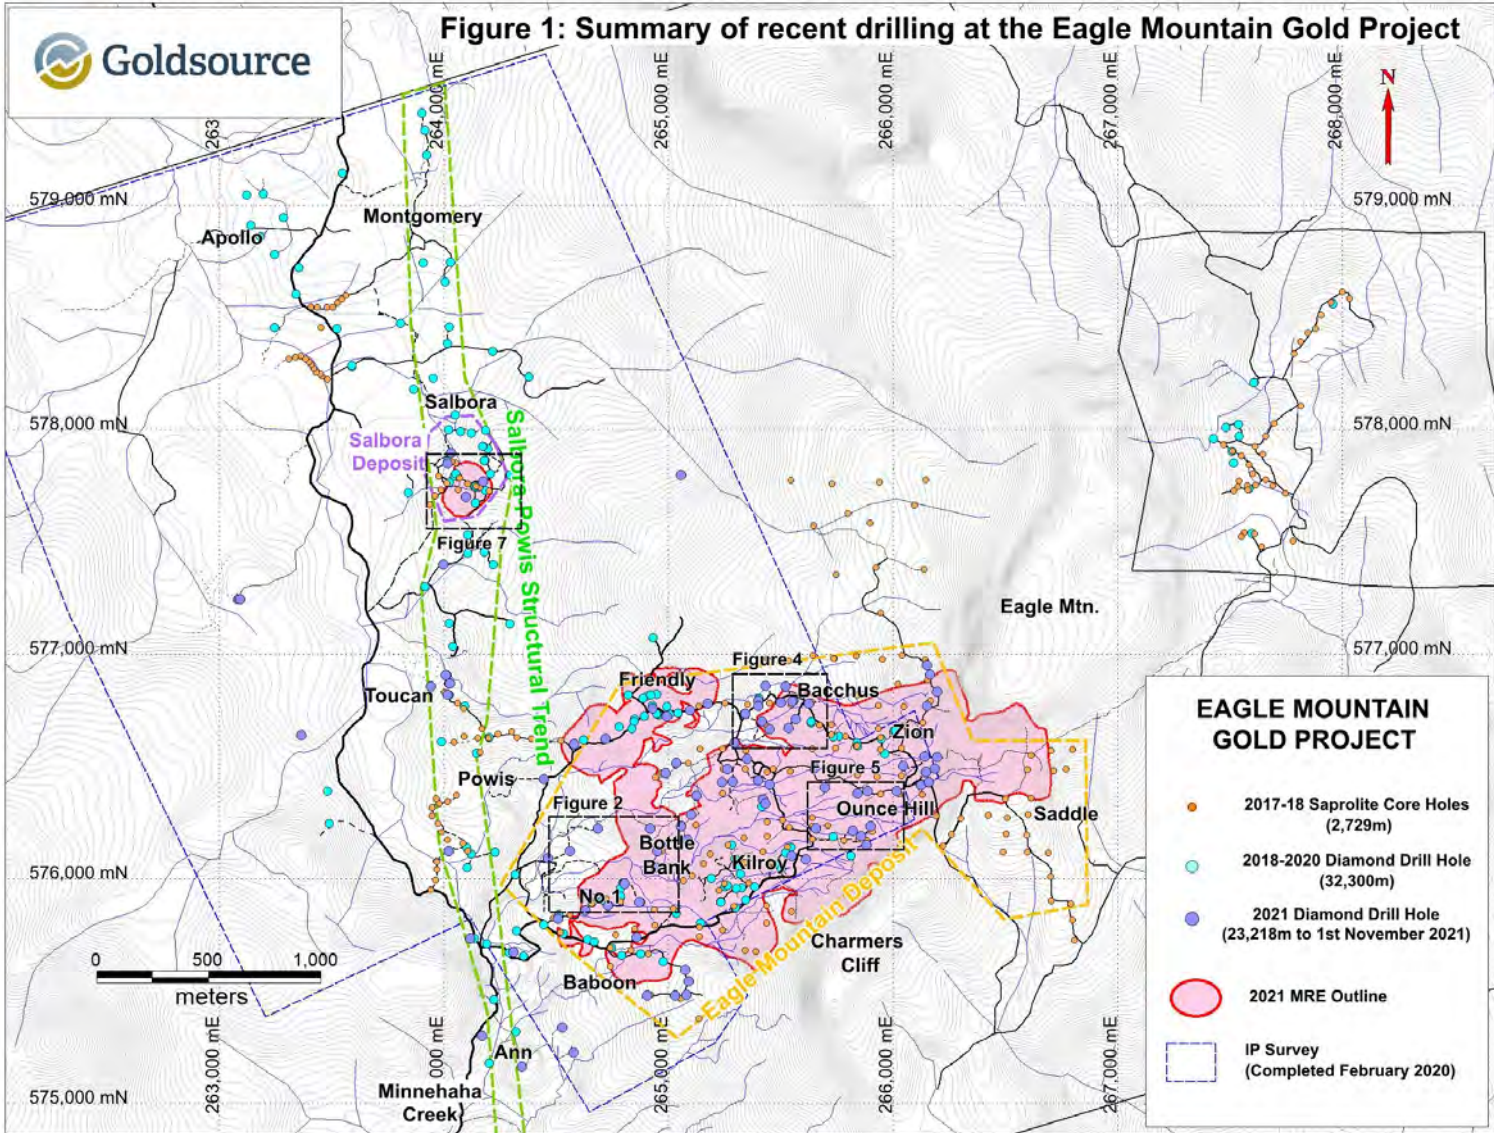 Goldsource
Figure 1: Summary of recent drilling at the Eagle Mountain Gold Project
263
264,000 mE
265,000 mE
266,000 mE
267,000 mE
268,000 mE
N
579,000 mN
579,000 mN
Montgomery
Apollo
Salbora
578,000 mN
578,000 mN
Salbora
Deposit
Salbora-Powis Structural Trend
Figure 7
Eagle Mtn.
577,000 mN
577,000 mN
Figure 4
Friendly
Bacchus
Toucan
Zion
Powis
Figure 5
Figure 2
Ounce Hill
Saddle
Bottle
Bank
Kilroy
576,000 mN
No.1
Eagle Mountain Deposit
Charmers
Cliff
Baboon
0 500 1,000
meters
Ann
Minnehaha
Creek
575,000 mN
263,000 mE
000 mE
265,000 mE
266,000 mE
267,000 mE
EAGLE MOUNTAIN
GOLD PROJECT
2017-18 Saprolite Core Holes
(2,729m)
2018-2020 Diamond Drill Hole
(32,300m)
2021 Diamond Drill Hole
(23,218m to 1st November 2021)
2021 MRE Outline
IP Survey
(Completed February 2020)